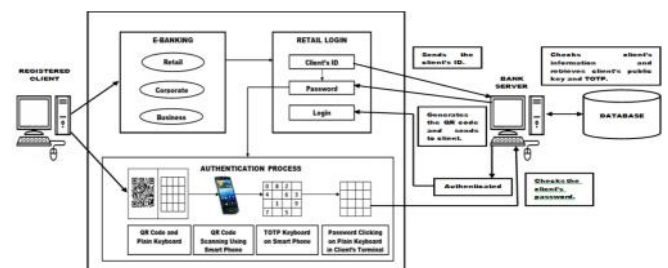 REGISTERED
CLIENT
E-BANKING
Retail
Corporate
Business
RETAIL LOGIN
Client's ID
Password
Login
Sends the
client's ID.
Checks client's
information and
retrieves client's public
key and TOTP.
BANK
SERVER
DATABASE
Generates
the QR code
and sends
to client.
Authenticated
Checks the
client's
password.
AUTHENTICATION PROCESS
QR Code and
Plain Keyboard
QR Code
Scanning Using
Smart Phone
TOTP Keyboard
on Smart Phone
Password Clicking
on Plain Keyboard
in Client's Terminal